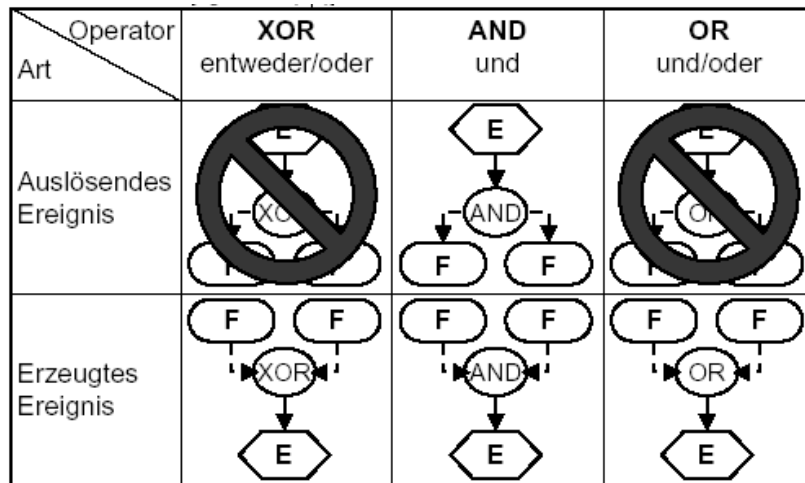 Operator
Art
XOR
entweder/oder
AND
und
OR
und/oder
Auslösendes
Ereignis
E
E
E
AND
F
F
F
F
Erzeugtes
Ereignis
F
F
F
F
F
F
XOR
AND
OR
E
E
E